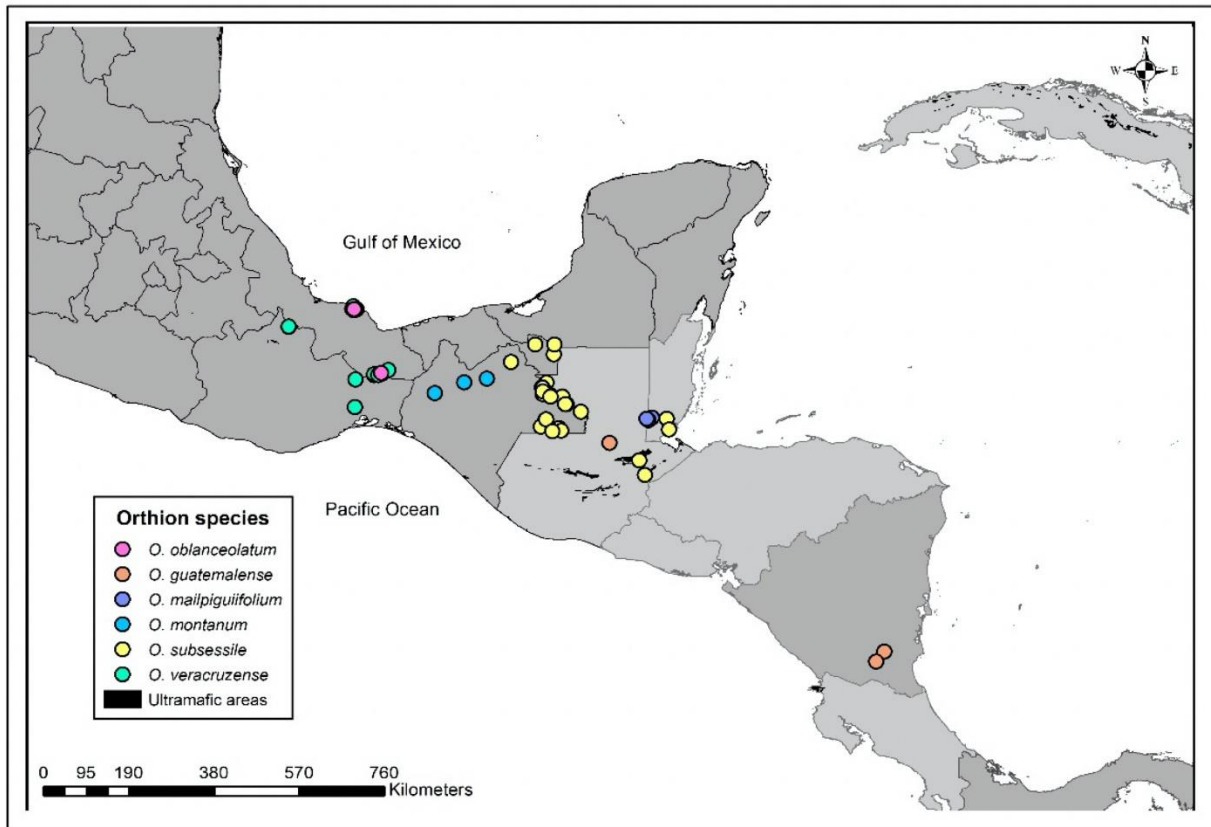 N
W E
S
Gulf of Mexico
Pacific Ocean
Orthion species
O. oblanceolatum
O. guatemalense
O. mailpiguiifolium
O. montanum
O. subsessile
O. veracruzense
Ultramafic areas
0 95 190 380 570 760
Kilometers